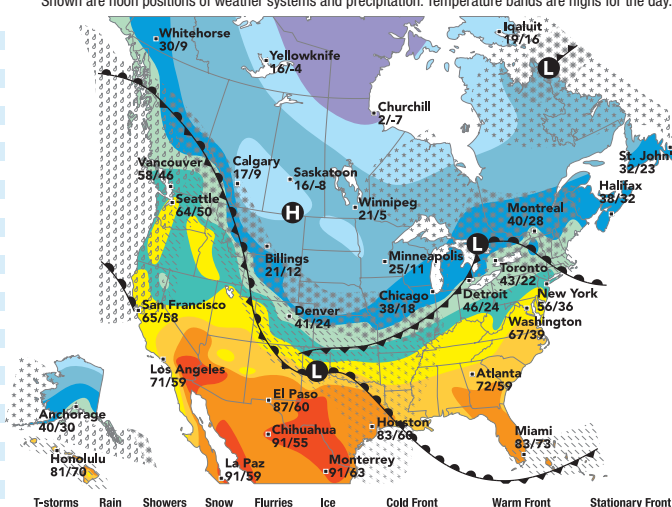 Shown are noon positions of weather systems and precipitation. Temperature bands are highs for the day.
Whitehorse
30/9
Iqaluit
19/16
Yellowknife
16/-4
L
Churchill
2/-7
Vancouver
58/46
Calgary
17/9
Saskatoon
16/-8
St. John's
32/23
Seattle
64/50
Winnipeg
21/5
Halifax
38/32
H
Montreal
40/28
Billings
21/12
Minneapolis
25/11
L
Toronto
43/22
San Francisco
65/58
Denver
41/24
Chicago
38/18
Detroit
46/24
New York
56/36
Washington
67/39
Los Angeles
71/59
L
Atlanta
72/59
El Paso
87/60
Anchorage
40/30
Chihuahua
91/55
Houston
83/60
Miami
83/73
Honolulu
81/70
La Paz
91/59
Monterrey
91/63
T-storms Rain Showers Snow Flurries Ice Cold Front Warm Front Stationary Front